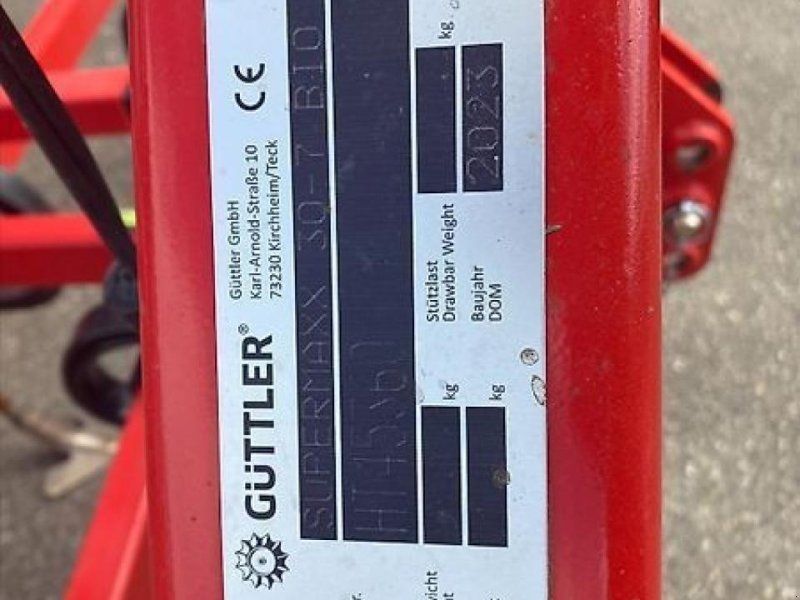 GÜTTLER®
Güttler GmbH
Karl-Arnold-Straße 10
73230 Kirchheim/Teck
CE
SUPERMAXX 30-7 BIO
kg
Stützlast
Drawbar Weight
kg
kg
Baujahr
DOM
2023